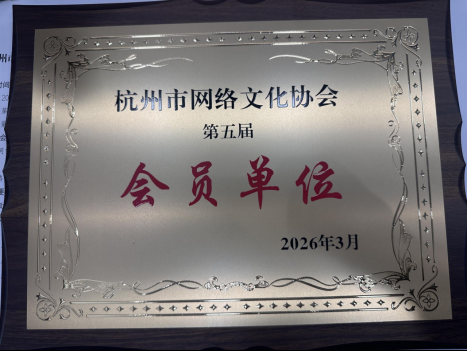 杭州市网络文化协会
第五届
会员单位
2026年3月